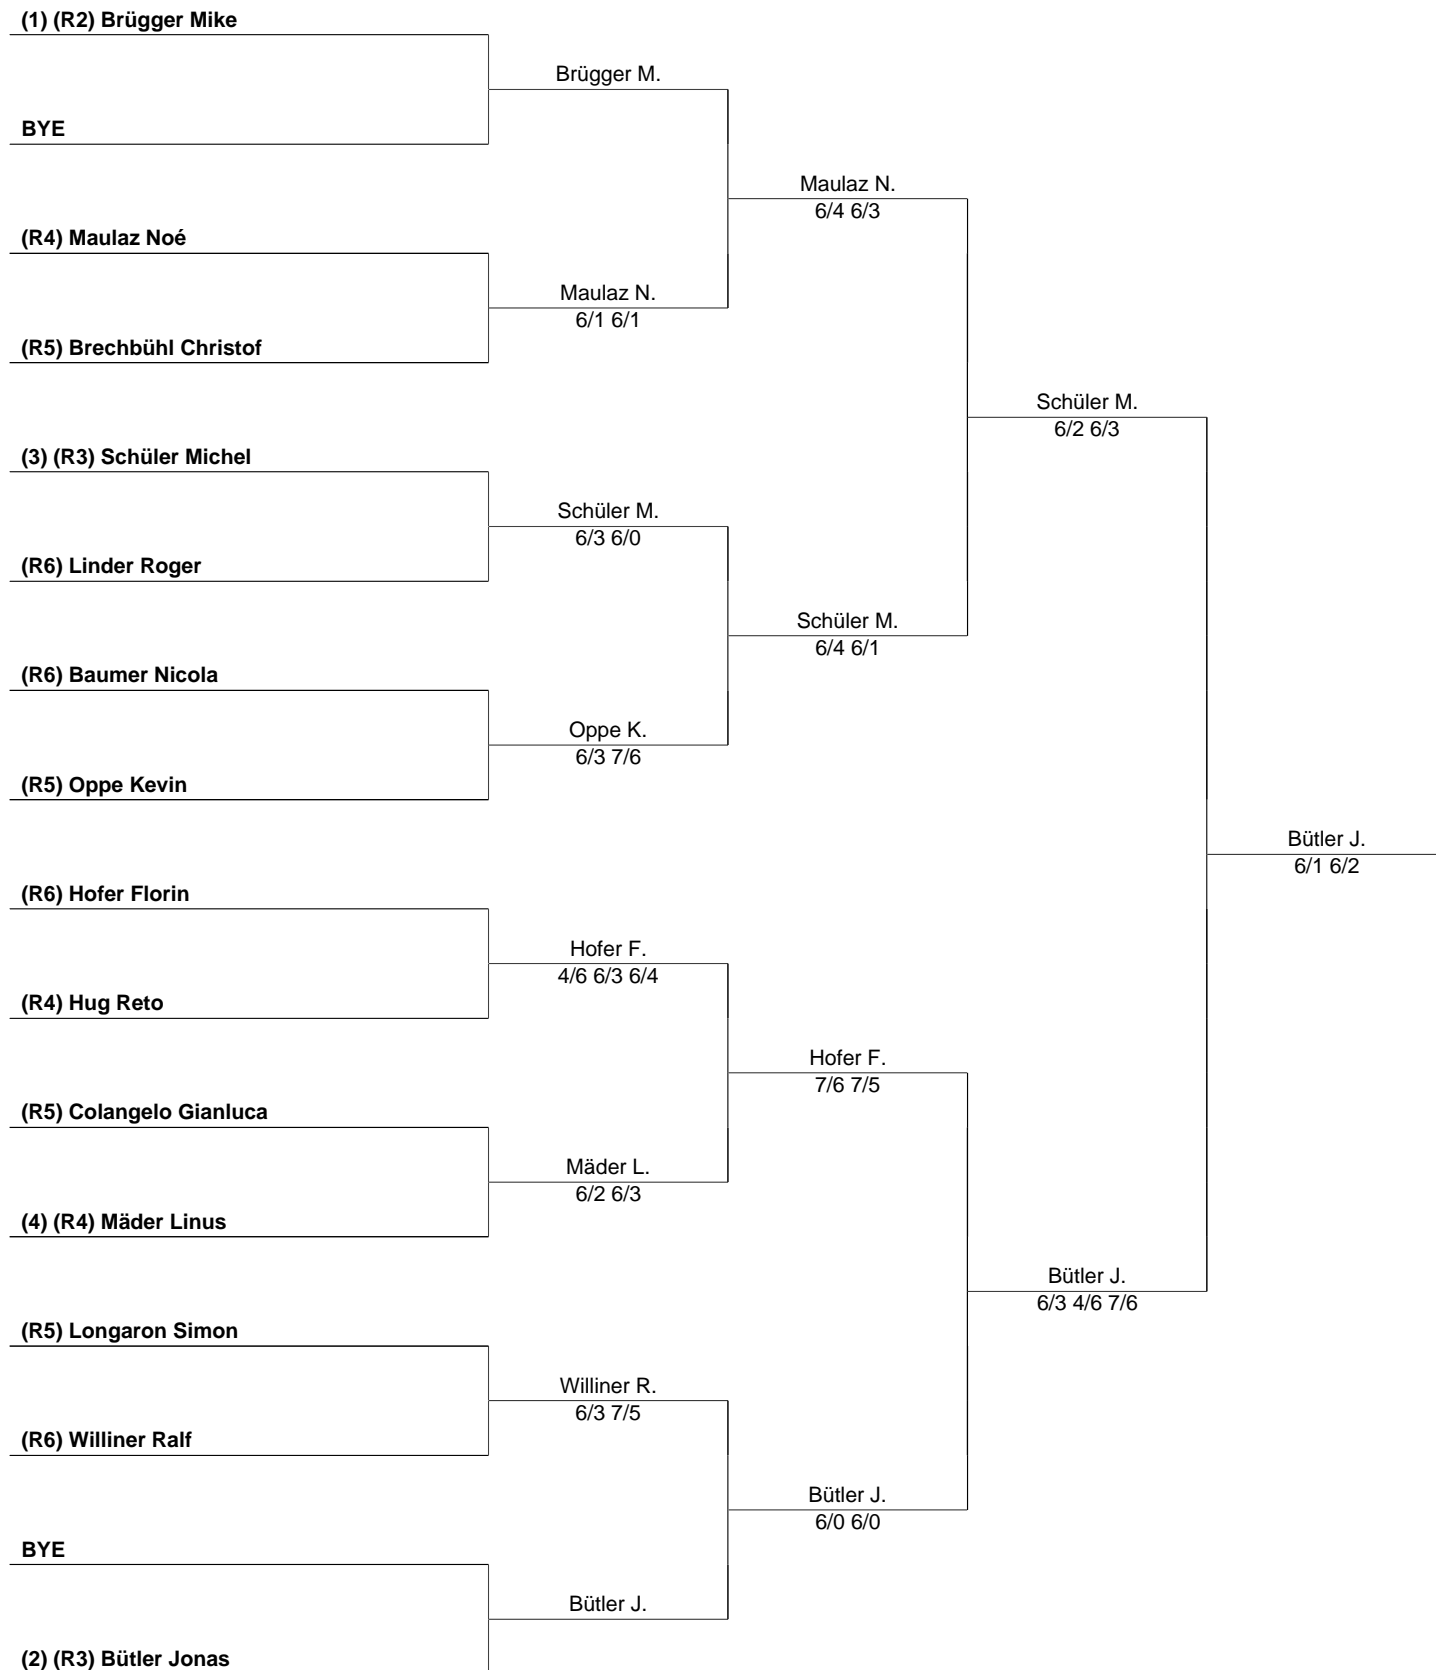 (1) (R2) Brügger Mike
Brügger M.
BYE
Maulaz N.
6/4 6/3
(R4) Maulaz Noé
Maulaz N.
6/1 6/1
(R5) Brechbühl Christof
Schüler M.
6/2 6/3
(3) (R3) Schüler Michel
Schüler M.
6/3 6/0
(R6) Linder Roger
Schüler M.
6/4 6/1
(R6) Baumer Nicola
Oppe K.
6/3 7/6
(R5) Oppe Kevin
Bütler J.
6/1 6/2
(R6) Hofer Florin
Hofer F.
4/6 6/3 6/4
(R4) Hug Reto
Hofer F.
7/6 7/5
(R5) Colangelo Gianluca
Mäder L.
6/2 6/3
(4) (R4) Mäder Linus
Bütler J.
6/3 4/6 7/6
(R5) Longaron Simon
Williner R.
6/3 7/5
(R6) Williner Ralf
Bütler J.
6/0 6/0
BYE
Bütler J.
(2) (R3) Bütler Jonas